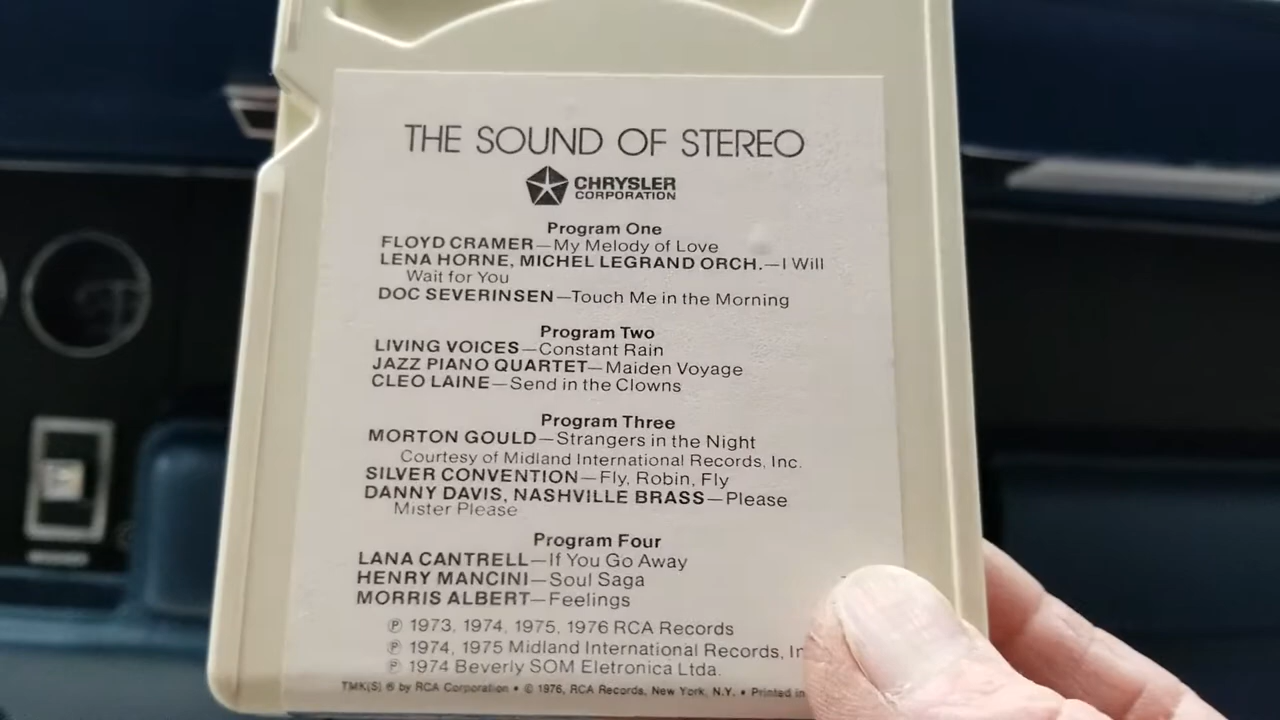 THE SOUND OF STEREO
CHRYSLER
CORPORATION
Program One
FLOYD CRAMER—My Melody of Love
LENA HORNE, MICHEL LEGRAND ORCH.—I Will
Wait for You
DOC SEVERINSEN—Touch Me in the Morning
Program Two
LIVING VOICES—Constant Rain
JAZZ PIANO QUARTET—Maiden Voyage
CLEO LAINE—Send in the Clowns
Program Three
MORTON GOULD—Strangers in the Night
Courtesy of Midland International Records, Inc.
SILVER CONVENTION—Fly, Robin, Fly
DANNY DAVIS, NASHVILLE BRASS—Please
Mister Please
Program Four
LANA CANTRELL—If You Go Away
HENRY MANCINI—Soul Saga
MORRIS ALBERT—Feelings
℗ 1973, 1974, 1975, 1976 RCA Records
℗ 1974, 1975 Midland International Records, In
℗ 1974 Beverly SOM Eletronica Ltda.
TMK(S) ® by RCA Corporation • © 1976, RCA Records, New York, N.Y. • Printed in